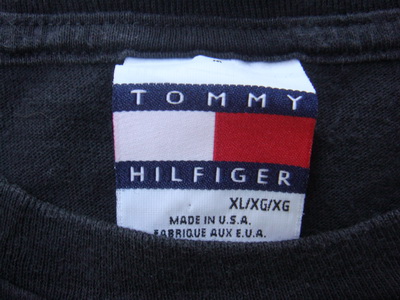 TOMMY
HILFIGER
XL/XG/XG
MADE IN U.S.A.
FABRIQUE AUX E.U.A.